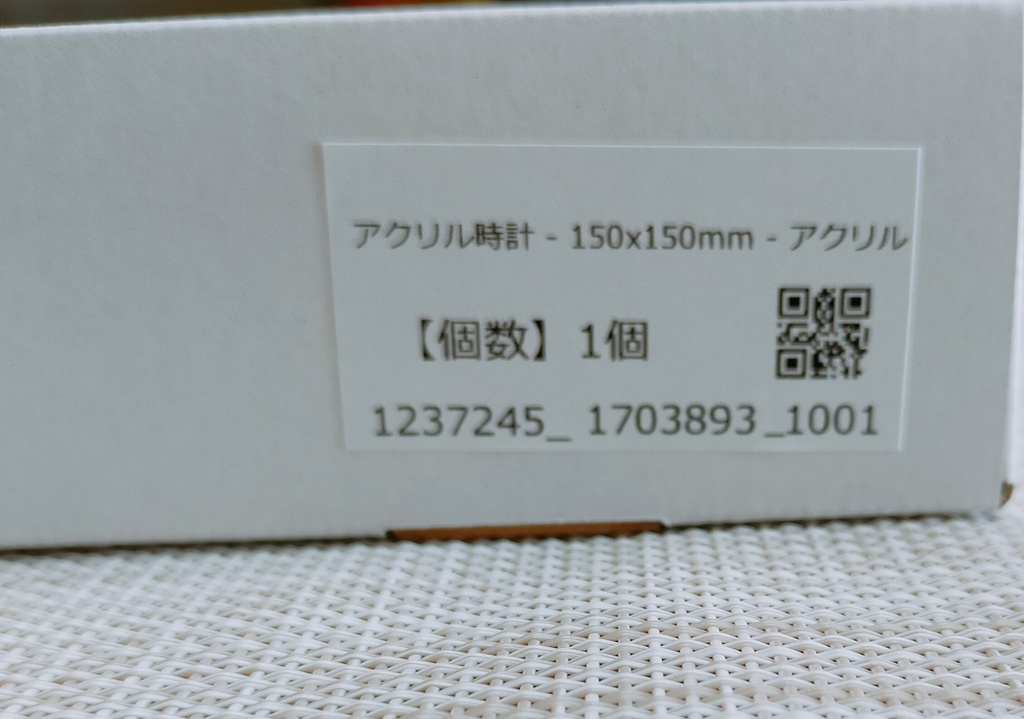 アクリル時計 - 150x150mm - アクリル
【個数】1個
1237245_ 1703893_1001